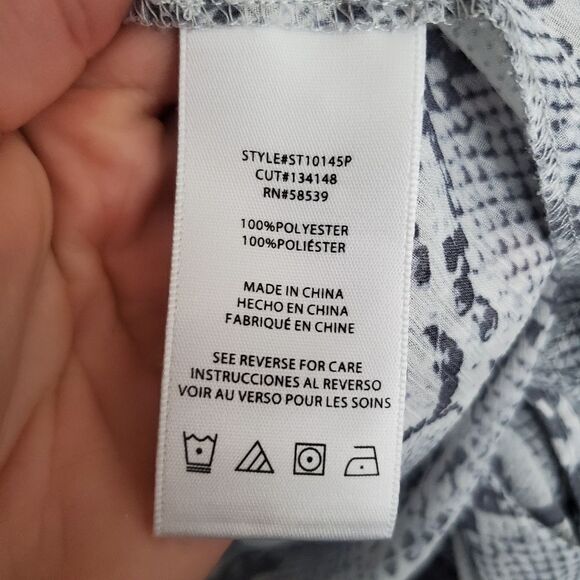 STYLE#ST10145P
CUT#134148
RN#58539
100%POLYESTER
100%POLIÉSTER
MADE IN CHINA
HECHO EN CHINA
FABRIQUÉ EN CHINE
SEE REVERSE FOR CARE
INSTRUCCIONES AL REVERSO
VOIR AU VERSO POUR LES SOINS